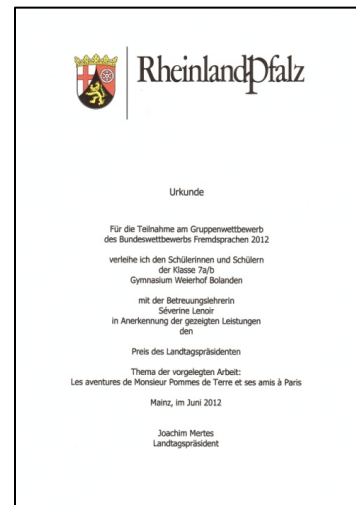 RheinlandPfalz
Urkunde
Für die Teilnahme am Gruppenwettbewerb
des Bundeswettbewerbs Fremdsprachen 2012
verleihe ich den Schülerinnen und Schülern
der Klasse 7a/b
Gymnasium Weierhof Bolanden
mit der Betreuungslehrerin
Séverine Lenoir
in Anerkennung der gezeigten Leistungen
den
Preis des Landtagspräsidenten
Thema der vorgelegten Arbeit:
Les aventures de Monsieur Pommes de Terre et ses amis à Paris
Mainz, im Juni 2012
Joachim Mertes
Landtagspräsident